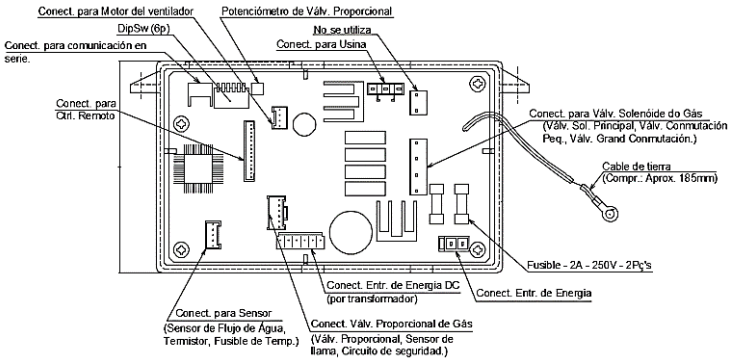 Conect. para Motor del ventilador
Potenciómetro de Válv. Proporcional
DipSw (6p)
No se utiliza
Conect. para comunicación en
serie.
Conect. para Usina
Conect. para
Ctrl. Remoto
Conect. para Válv. Solenóide do Gás
(Válv. Sol. Principal, Válv. Conmutación
Peq., Válv. Grand Conmutación.)
Cable de tierra
(Compr.: Aprox. 185mm)
Fusible - 2A - 250V - 2Pç's
Conect. Entr. de Energia DC
(por transformador)
Conect. Entr. de Energia
Conect. para Sensor
(Sensor de Flujo de Água,
Termistor, Fusible de Temp.)
Conect. Válv. Proporcional de Gás
(Válv. Proporcional, Sensor de
llama, Circuito de seguridad.)